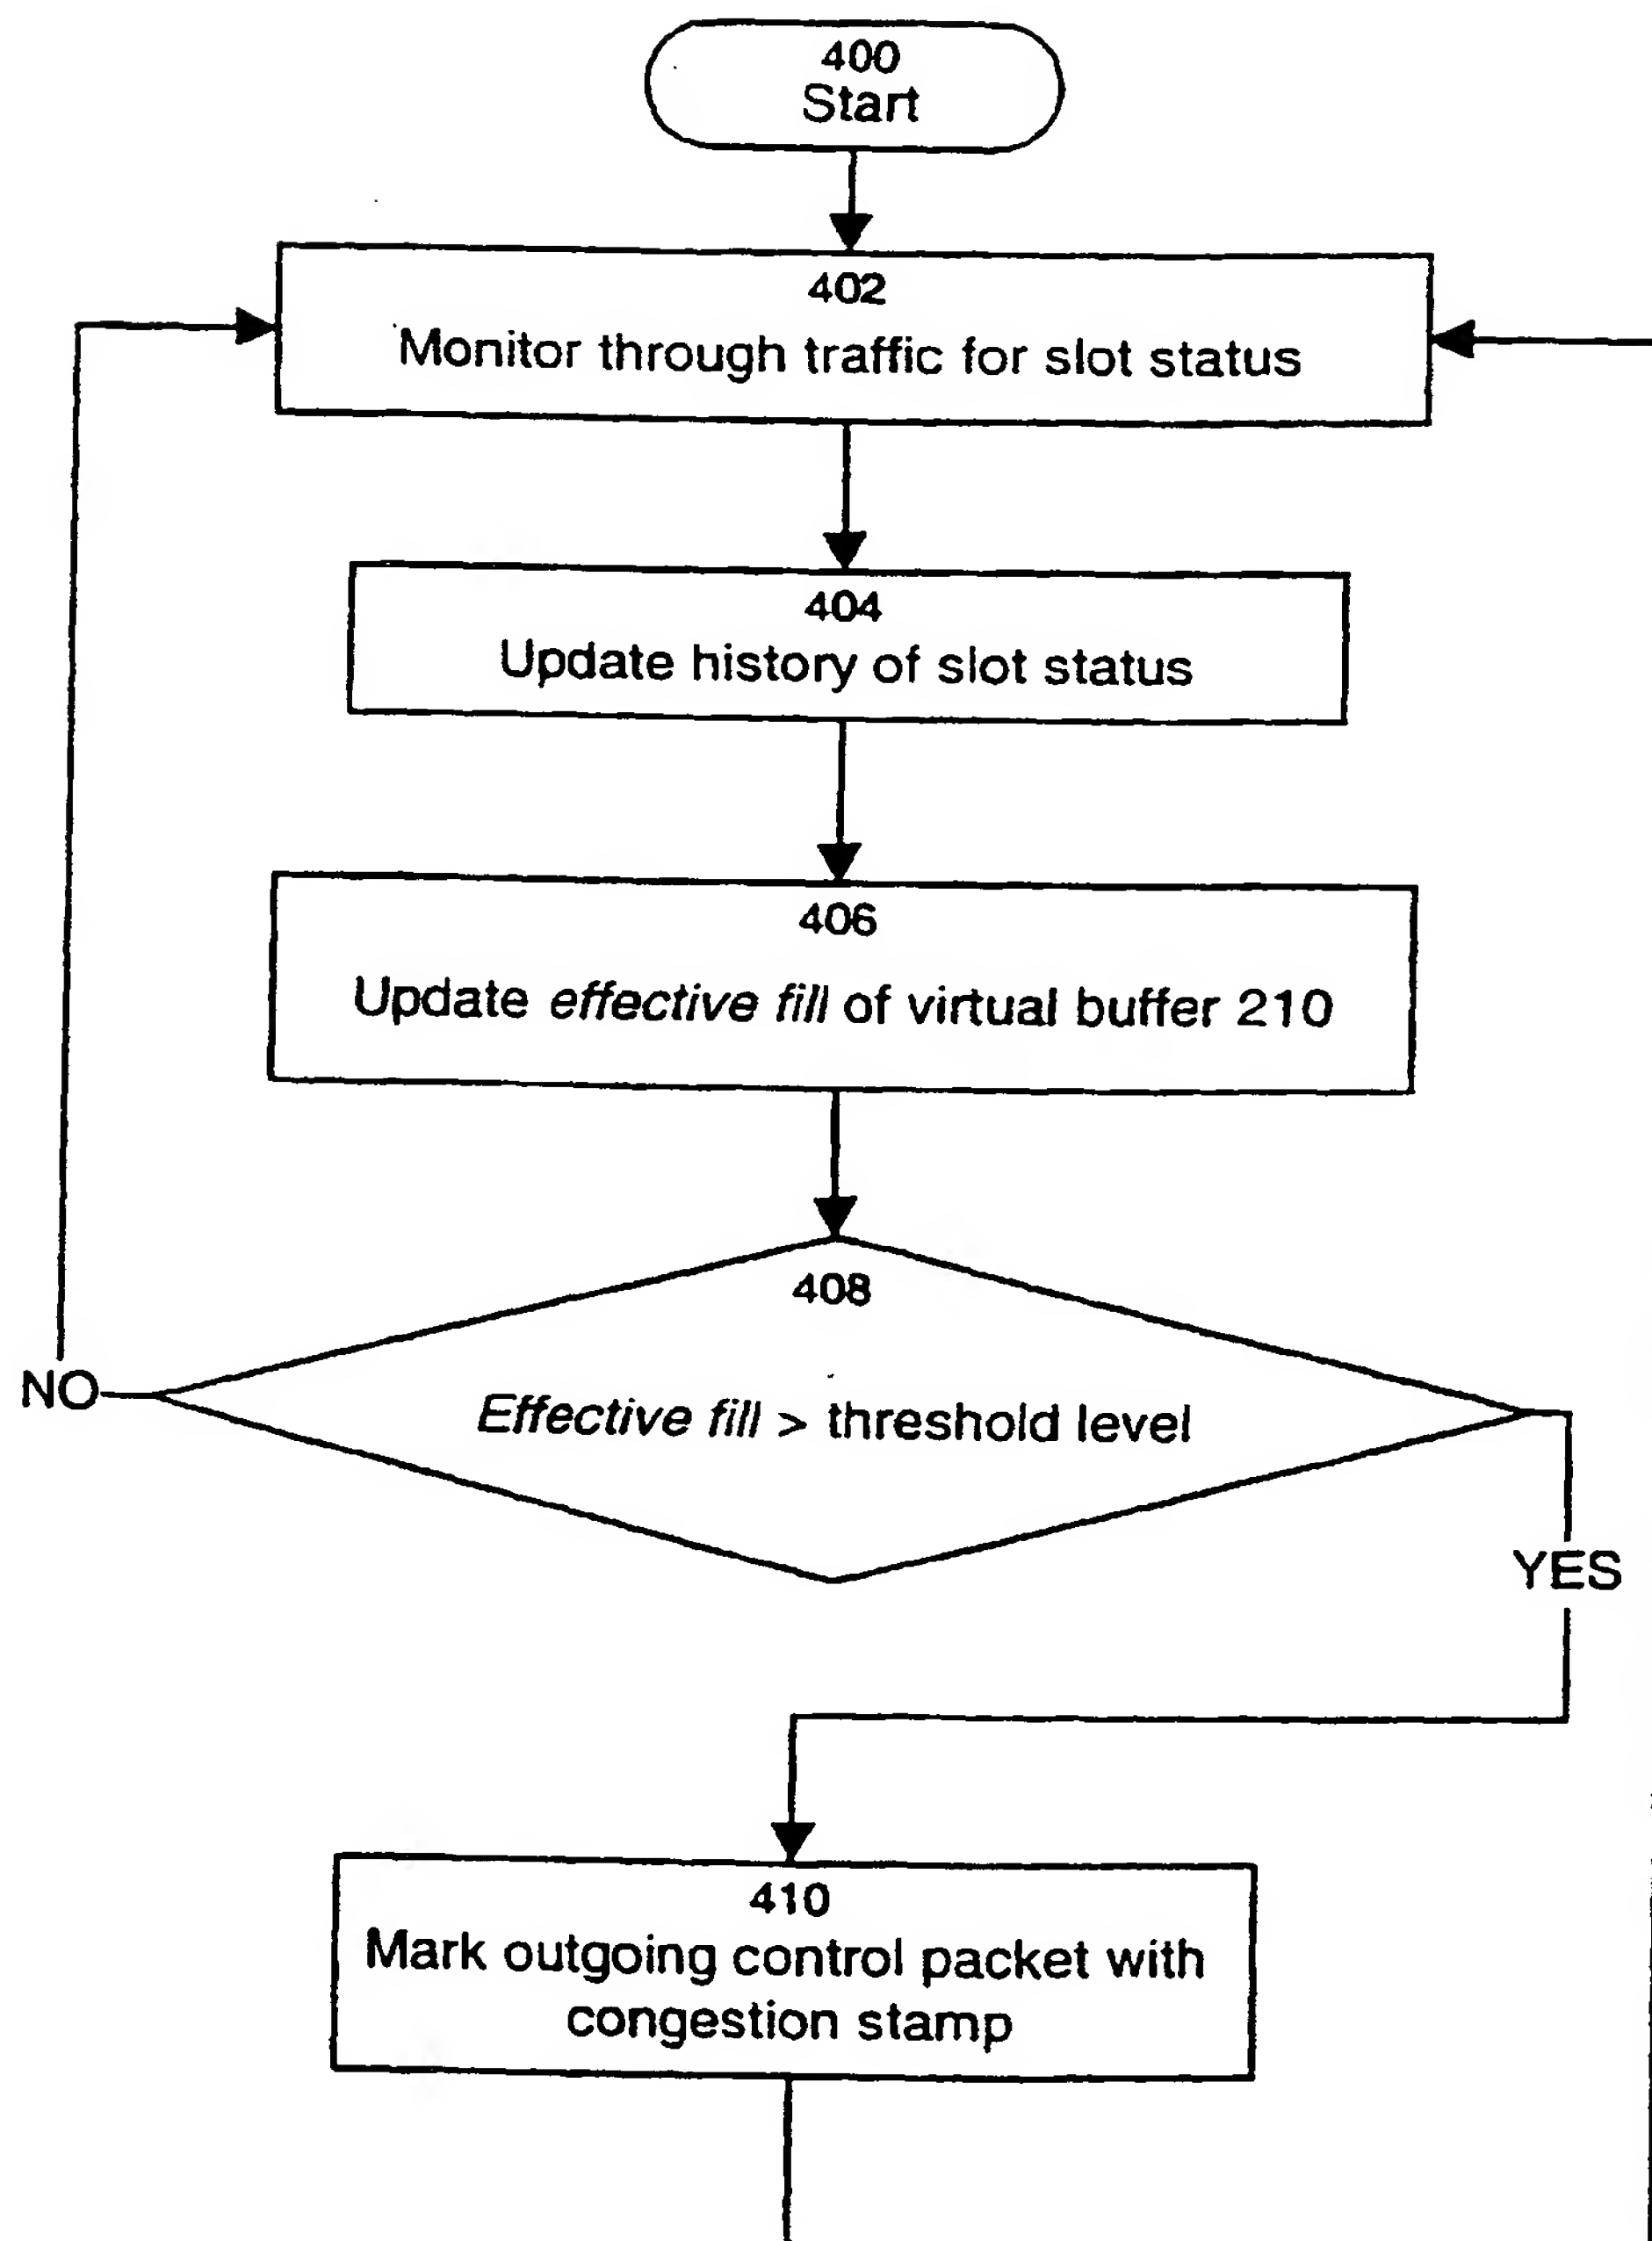 400
Start
402
Monitor through traffic for slot status
404
Update history of slot status
406
Update effective fill of virtual buffer 210
408
NO
Effective fill > threshold level
YES
410
Mark outgoing control packet with
congestion stamp